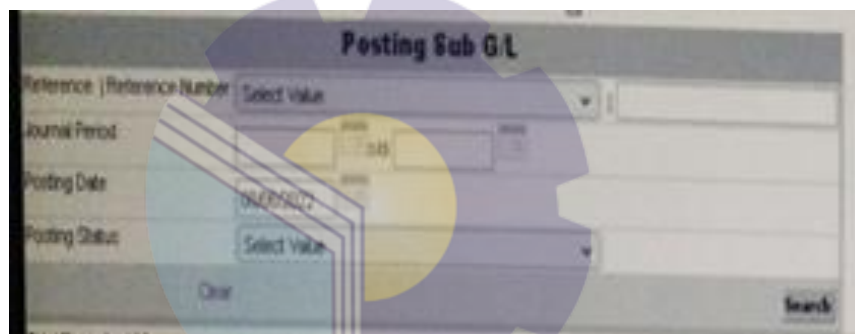 Posting Sub G/L
Reference | Reference Number Select Value |
Journal Period s/d
Posting Date
Posting Status Select Value
Clear Search